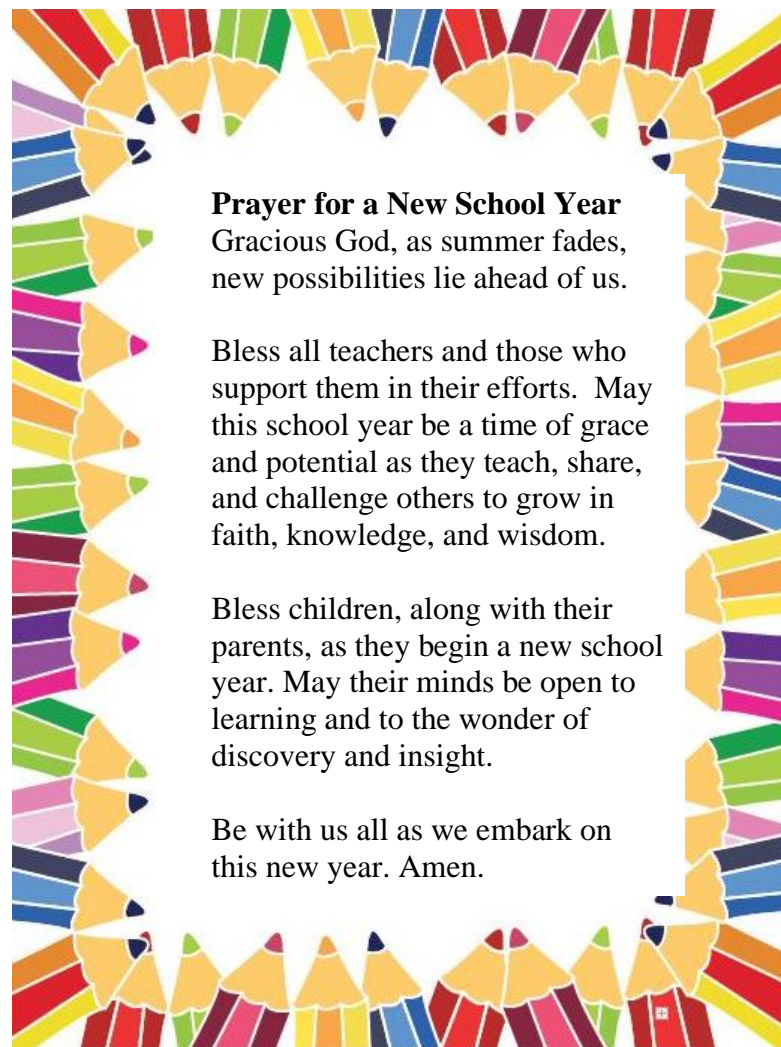 Prayer for a New School Year
Gracious God, as summer fades,
new possibilities lie ahead of us.
Bless all teachers and those who
support them in their efforts.  May
this school year be a time of grace
and potential as they teach, share,
and challenge others to grow in
faith, knowledge, and wisdom.
Bless children, along with their
parents, as they begin a new school
year. May their minds be open to
learning and to the wonder of
discovery and insight.
Be with us all as we embark on
this new year. Amen.